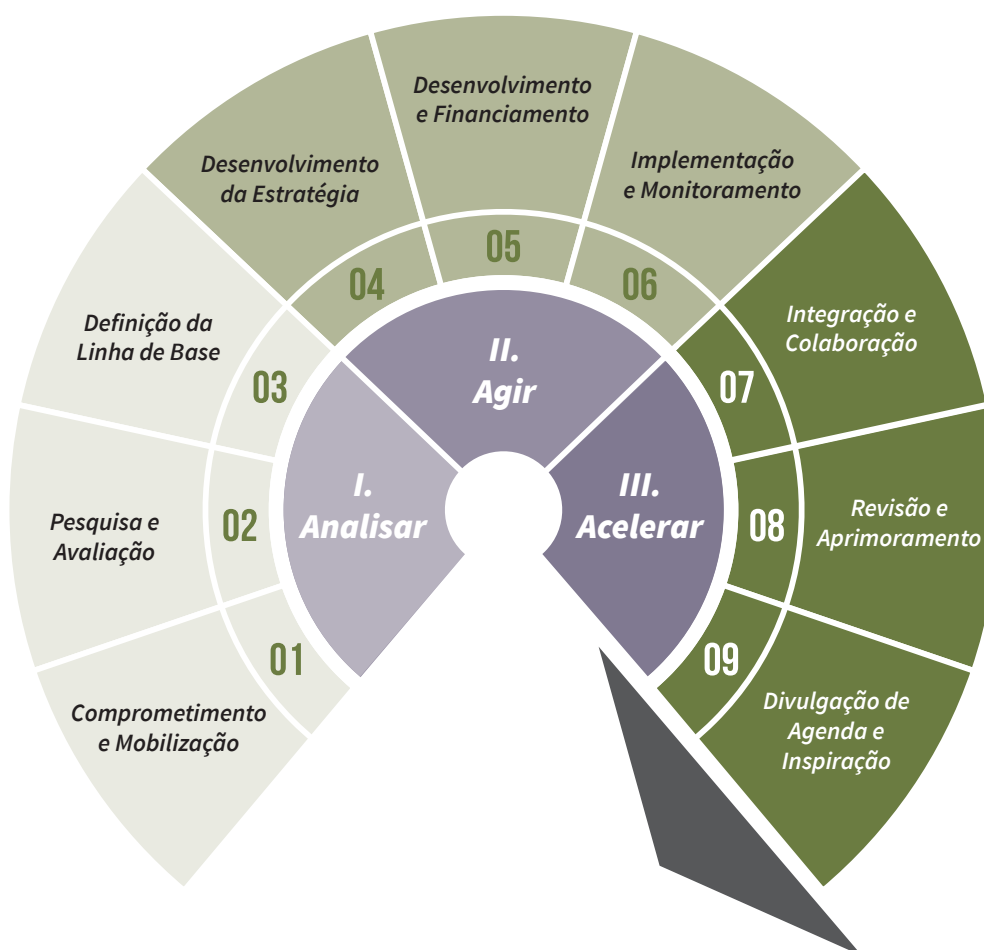 I.
Analisar
01
Comprometimento
e Mobilização
02
Pesquisa e
Avaliação
03
Definição da
Linha de Base
II.
Agir
04
Desenvolvimento
da Estratégia
05
Desenvolvimento
e Financiamento
06
Implementação
e Monitoramento
III.
Acelerar
07
Integração e
Colaboração
08
Revisão e
Aprimoramento
09
Divulgação de
Agenda e
Inspiração